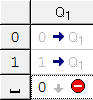 Q₁
0 0 → Q₁
1 1 → Q₁
⎵ 0 ↓